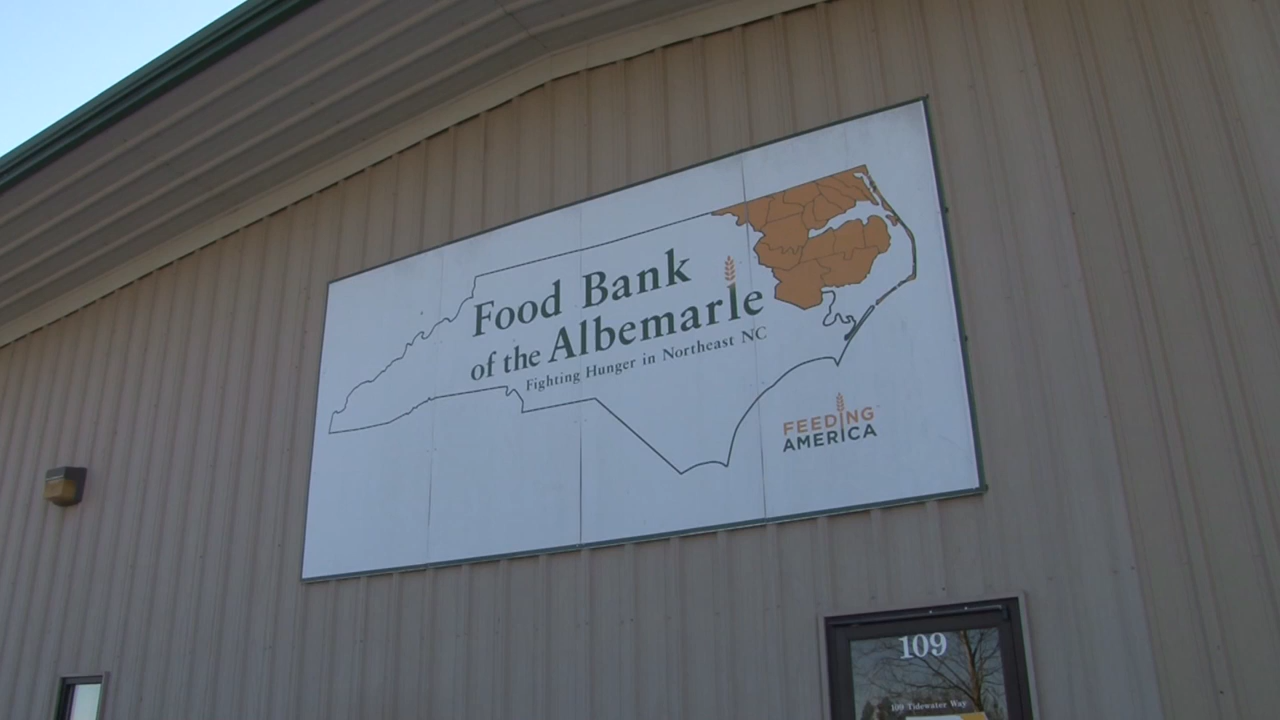 Food Bank
of the Albemarle
Fighting Hunger in Northeast NC
FEEDING
AMERICA
109
109 Tidewater Way